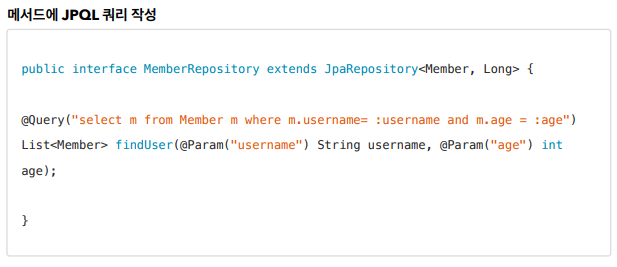 메서드에 JPQL 쿼리 작성
public interface MemberRepository extends JpaRepository<Member, Long> {
@Query("select m from Member m where m.username= :username and m.age = :age")
List<Member> findUser(@Param("username") String username, @Param("age") int
age);
}